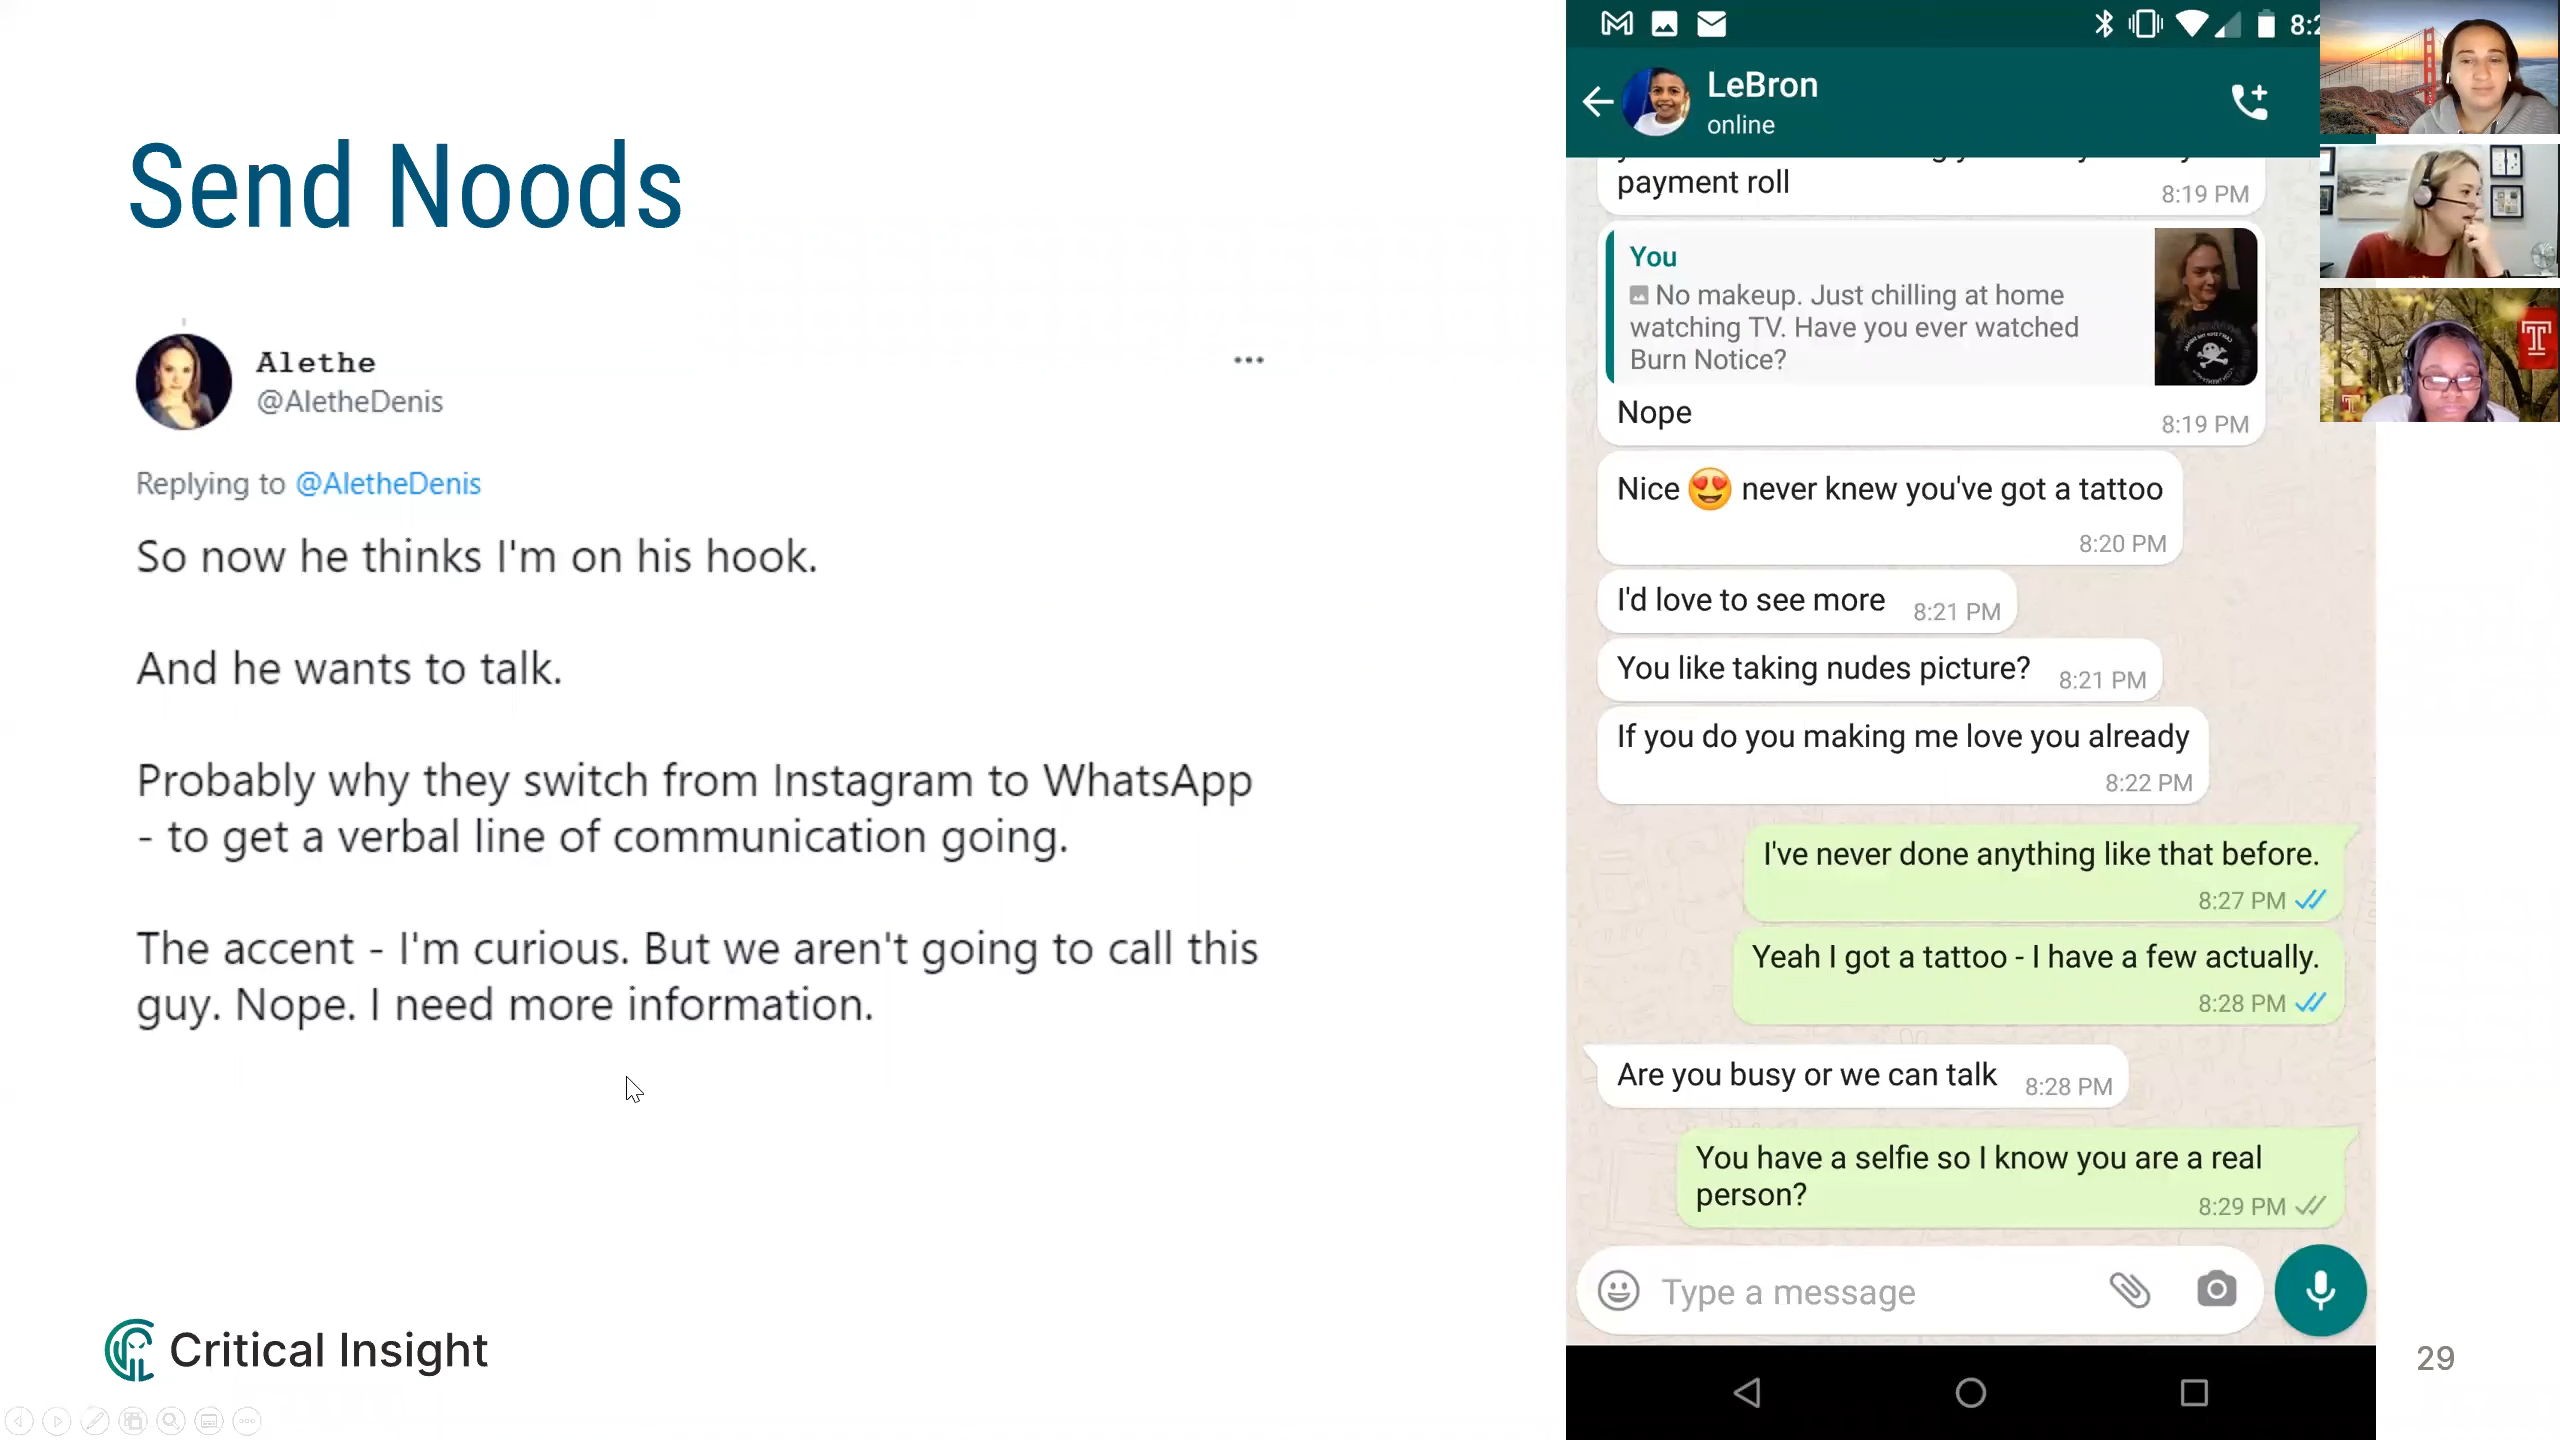 Send Noods
Alethe
@AletheDenis
Replying to @AletheDenis
So now he thinks I'm on his hook.
And he wants to talk.
Probably why they switch from Instagram to WhatsApp
- to get a verbal line of communication going.
The accent - I'm curious. But we aren't going to call this
guy. Nope. I need more information.
Critical Insight
LeBron
online
payment roll
8:19 PM
You
No makeup. Just chilling at home
watching TV. Have you ever watched
Burn Notice?
Nope
8:19 PM
Nice 😍 never knew you've got a tattoo
8:20 PM
I'd love to see more 8:21 PM
You like taking nudes picture? 8:21 PM
If you do you making me love you already
8:22 PM
I've never done anything like that before.
8:27 PM
Yeah I got a tattoo - I have a few actually.
8:28 PM
Are you busy or we can talk 8:28 PM
You have a selfie so I know you are a real
person?
8:29 PM
Type a message
29